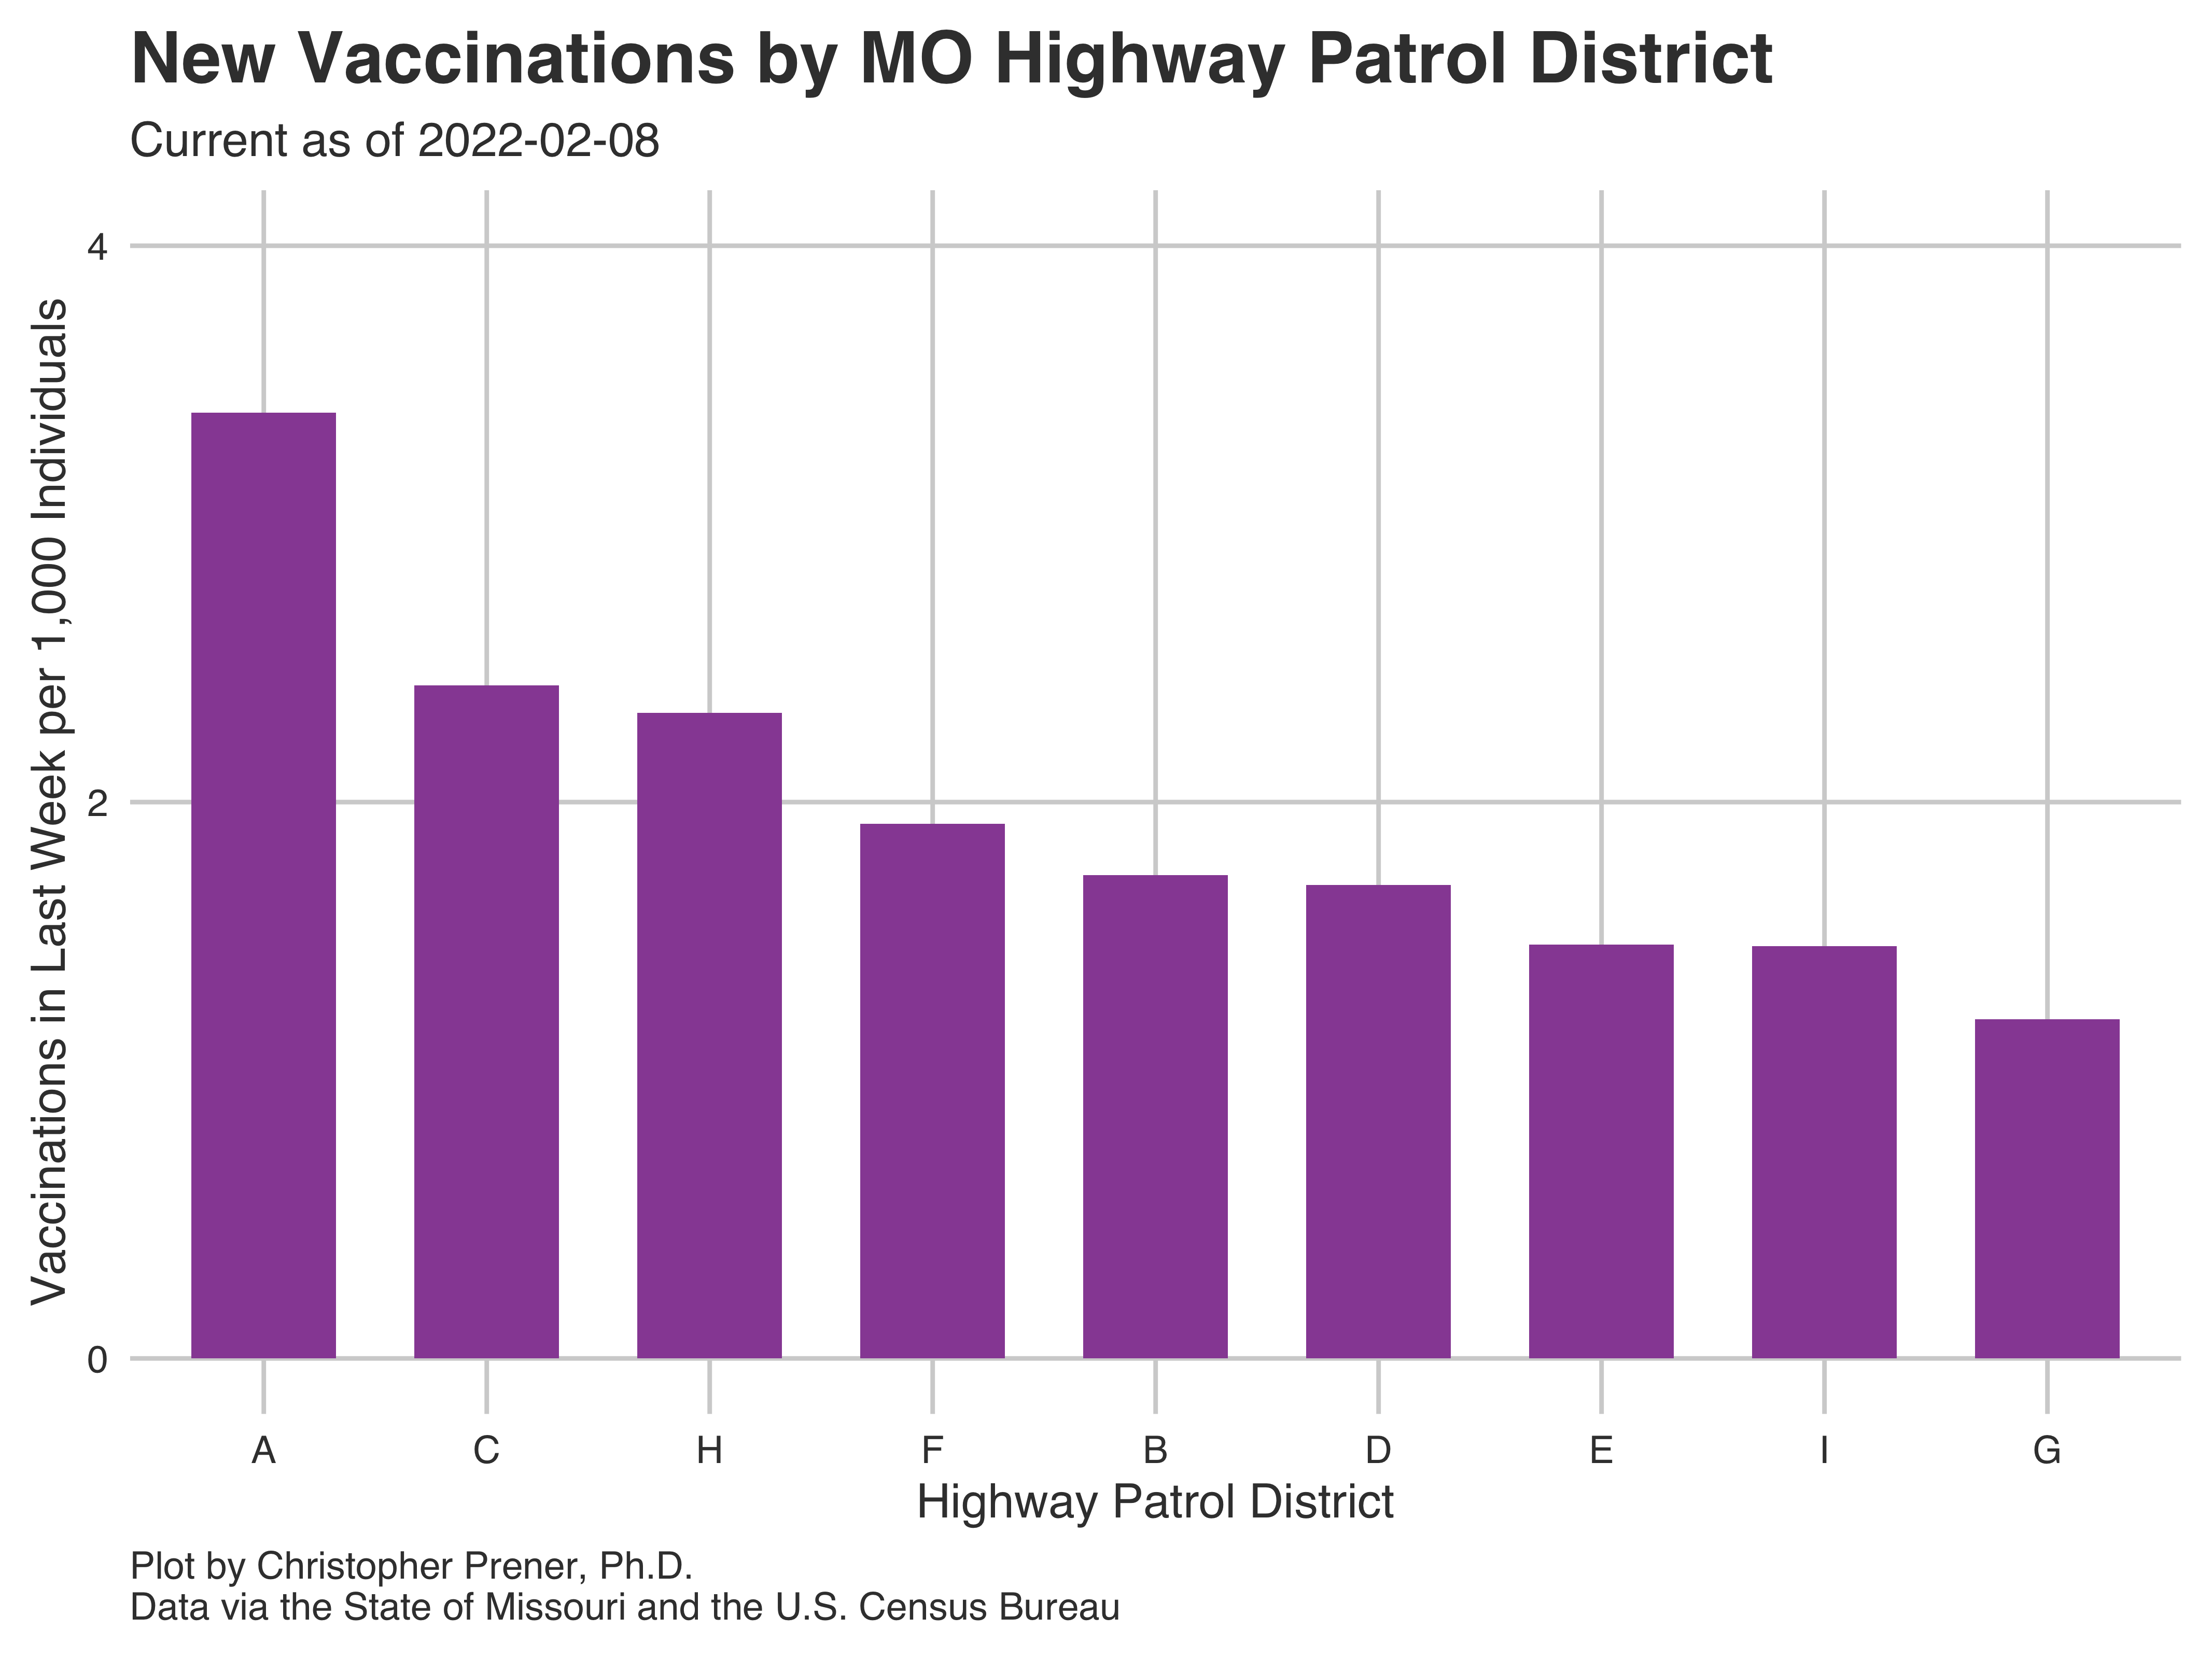 New Vaccinations by MO Highway Patrol District
Current as of 2022-02-08
Vaccinations in Last Week per 1,000 Individuals
4
2
0
A C H F B D E I G
Highway Patrol District
Plot by Christopher Prener, Ph.D.
Data via the State of Missouri and the U.S. Census Bureau